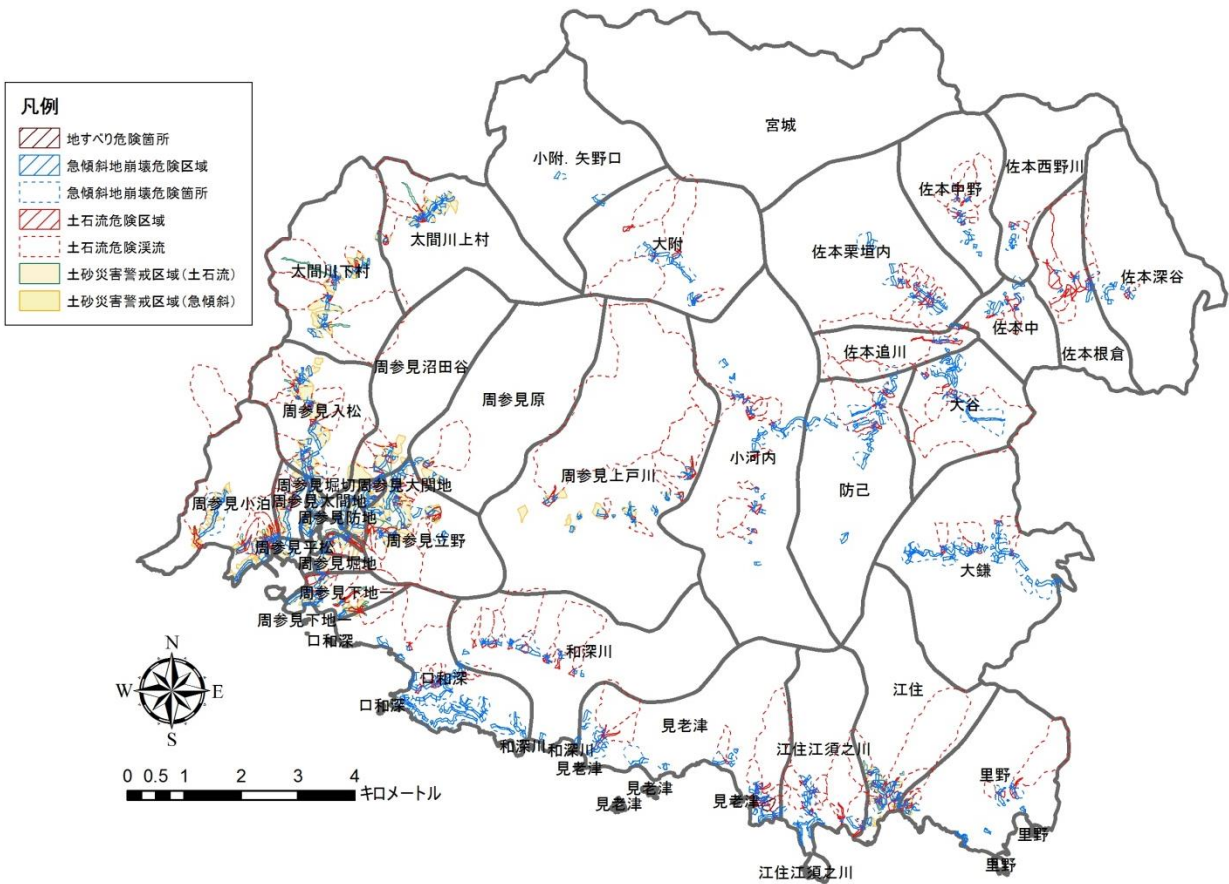 凡例
地すべり危険箇所
急傾斜地崩壊危険区域
急傾斜地崩壊危険箇所
土石流危険区域
土石流危険渓流
土砂災害警戒区域(土石流)
土砂災害警戒区域(急傾斜)
宮城
小附.矢野口
佐本西野川
佐本中野
太間川上村
大附
佐本栗垣内
太間川下村
佐本深谷
佐本中
佐本追川
佐本根倉
周参見沼田谷
周参見原
大谷
周参見入松
小河内
周参見上戸川
防己
周参見堀切
周参見大関地
周参見小泊
周参見太間地
周参見防地
周参見立野
周参見平松
周参見堀地
大鎌
周参見下地一
周参見下地一
口和深
和深川
口和深
口和深
江住
見老津
江住江須之川
和深川
和深川
見老津
里野
見老津
見老津
見老津
里野
里野
江住江須之川
N
W
E
S
0 0.5 1 2 3 4
キロメートル